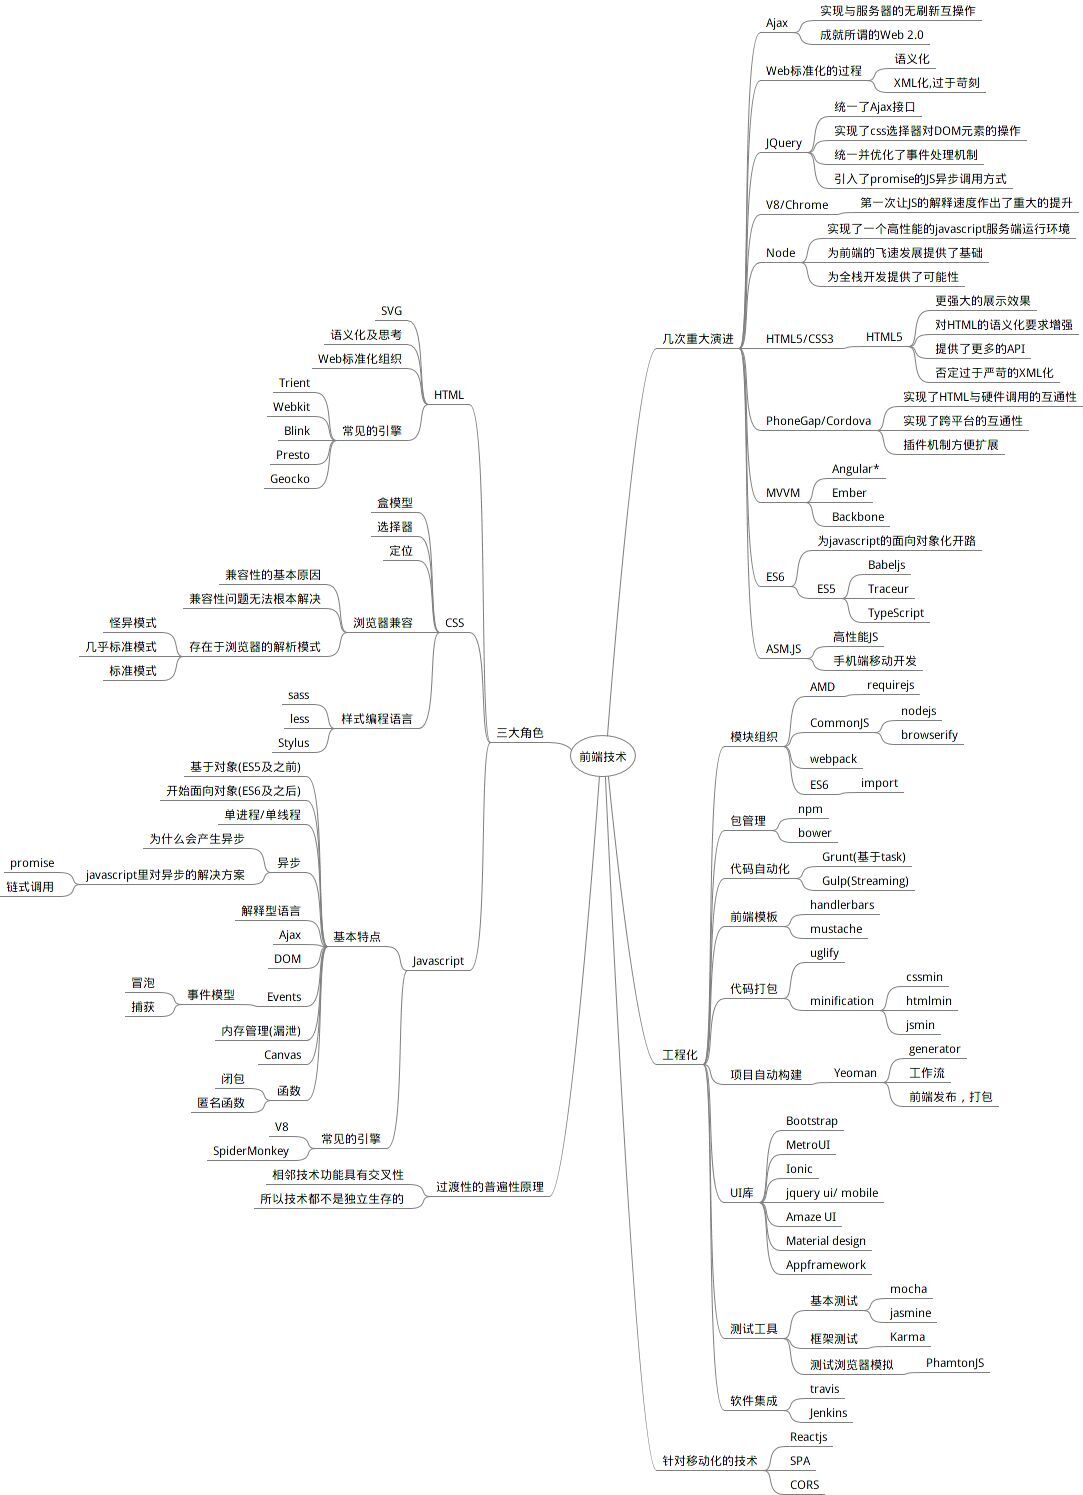 前端技术
几次重大演进
Ajax
实现与服务器的无刷新互操作
成就所谓的Web 2.0
Web标准化的过程
语义化
XML化,过于苛刻
JQuery
统一了Ajax接口
实现了css选择器对DOM元素的操作
统一并优化了事件处理机制
引入了promise的JS异步调用方式
V8/Chrome
第一次让JS的解释速度作出了重大的提升
Node
实现了一个高性能的javascript服务端运行环境
为前端的飞速发展提供了基础
为全栈开发提供了可能性
HTML5/CSS3
HTML5
更强大的展示效果
对HTML的语义化要求增强
提供了更多的API
否定过于严苛的XML化
PhoneGap/Cordova
实现了HTML与硬件调用的互通性
实现了跨平台的互通性
插件机制方便扩展
MVVM
Angular*
Ember
Backbone
ES6
为javascript的面向对象化开路
ES5
Babeljs
Traceur
TypeScript
ASM.JS
高性能JS
手机端移动开发
工程化
模块组织
AMD
requirejs
CommonJS
nodejs
browserify
webpack
ES6
import
包管理
npm
bower
代码自动化
Grunt(基于task)
Gulp(Streaming)
前端模板
handlerbars
mustache
代码打包
uglify
minification
cssmin
htmlmin
jsmin
项目自动构建
Yeoman
generator
工作流
前端发布，打包
UI库
Bootstrap
MetroUI
Ionic
jquery ui/ mobile
Amaze UI
Material design
Appframework
测试工具
基本测试
mocha
jasmine
框架测试
Karma
测试浏览器模拟
PhamtonJS
软件集成
travis
Jenkins
针对移动化的技术
Reactjs
SPA
CORS
三大角色
HTML
SVG
语义化及思考
Web标准化组织
常见的引擎
Trient
Webkit
Blink
Presto
Geocko
CSS
盒模型
选择器
定位
浏览器兼容
兼容性的基本原因
兼容性问题无法根本解决
存在于浏览器的解析模式
怪异模式
几乎标准模式
标准模式
样式编程语言
sass
less
Stylus
Javascript
基本特点
基于对象(ES5及之前)
开始面向对象(ES6及之后)
单进程/单线程
异步
为什么会产生异步
javascript里对异步的解决方案
promise
链式调用
解释型语言
Ajax
DOM
Events
事件模型
冒泡
捕获
内存管理(漏泄)
Canvas
函数
闭包
匿名函数
常见的引擎
V8
SpiderMonkey
过渡性的普遍性原理
相邻技术功能具有交叉性
所以技术都不是独立生存的